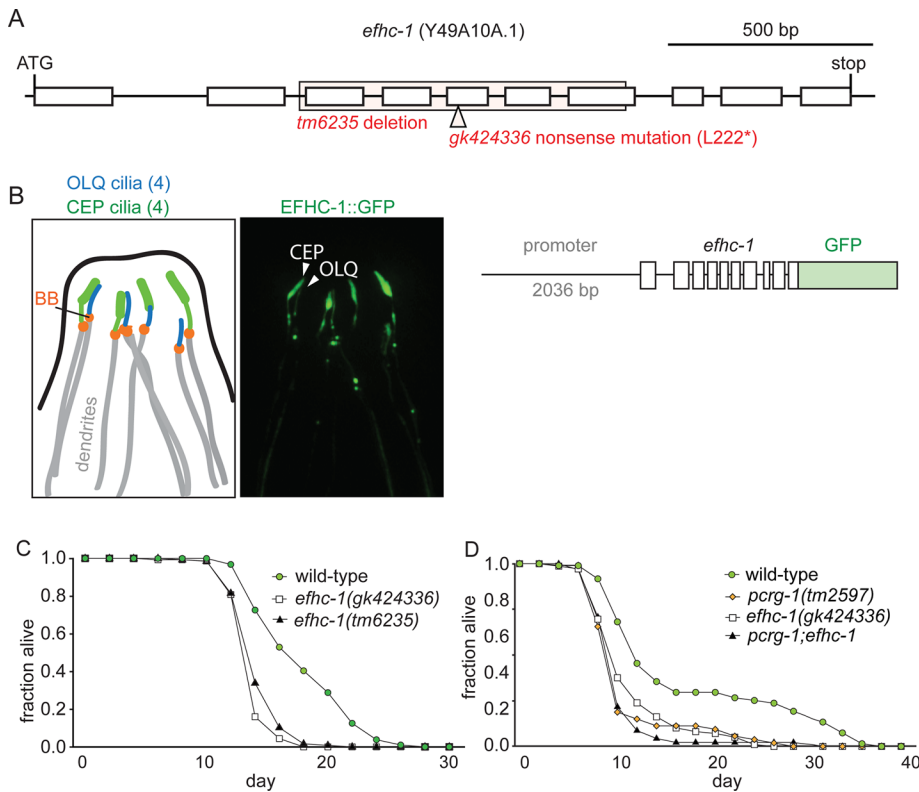 A
efhc-1 (Y49A10A.1)
500 bp
ATG
stop
tm6235 deletion
gk424336 nonsense mutation (L222*)
B
OLQ cilia (4)
CEP cilia (4)
EFHC-1::GFP
BB
dendrites
CEP
OLQ
promoter
efhc-1
GFP
2036 bp
C
fraction alive
1.0
0.8
0.6
0.4
0.2
0.0
wild-type
efhc-1(gk424336)
efhc-1(tm6235)
0
10
20
30
day
D
fraction alive
1.0
0.8
0.6
0.4
0.2
0.0
wild-type
pcrg-1(tm2597)
efhc-1(gk424336)
pcrg-1;efhc-1
0
10
20
30
40
day